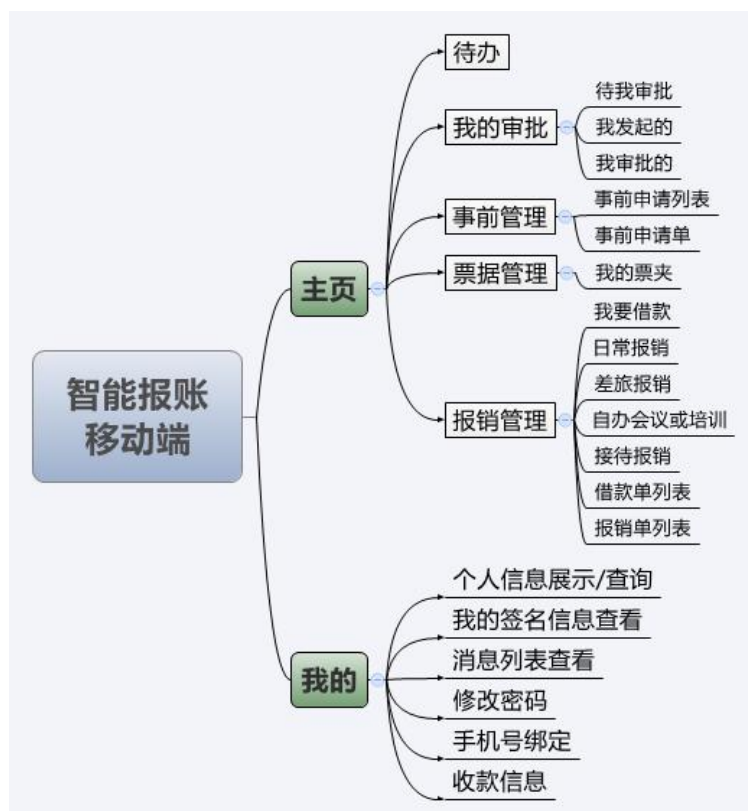 待办
我的审批
待我审批
我发起的
我审批的
事前管理
事前申请列表
事前申请单
主页
票据管理
我的票夹
报销管理
我要借款
日常报销
差旅报销
自办会议或培训
接待报销
借款单列表
报销单列表
智能报账
移动端
我的
个人信息展示/查询
我的签名信息查看
消息列表查看
修改密码
手机号绑定
收款信息